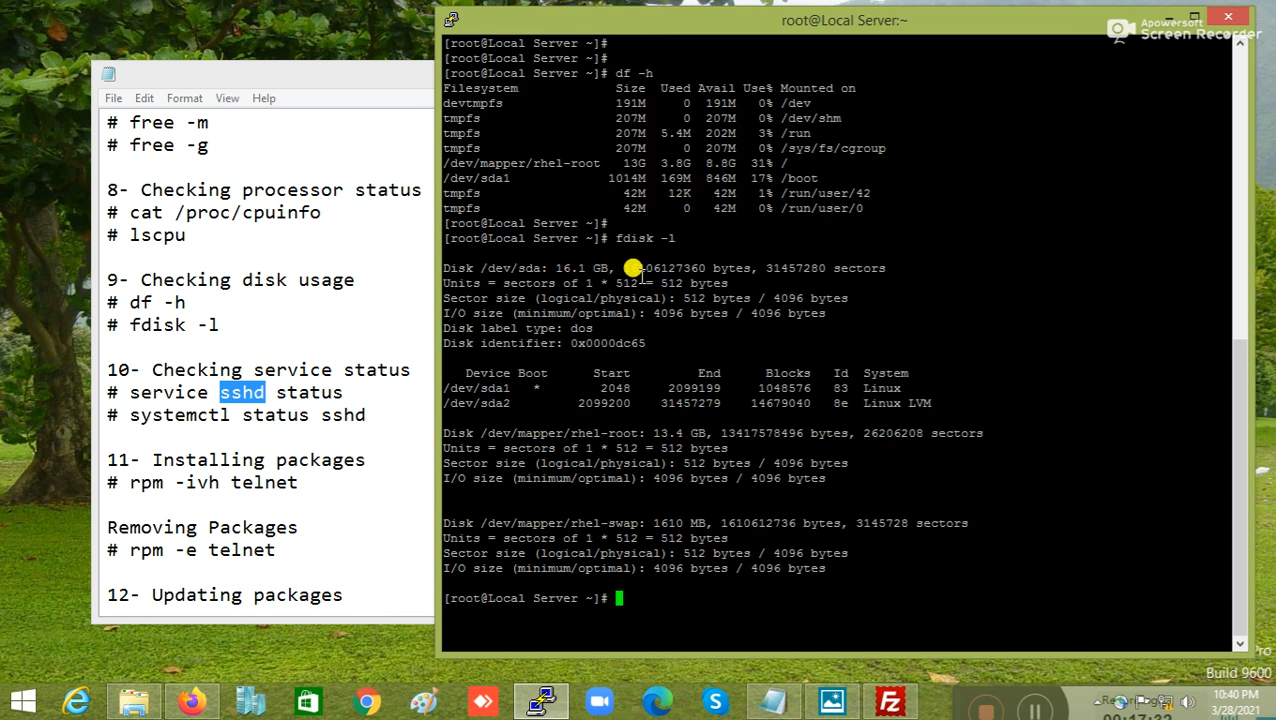 File Edit Format View Help
# free -m
# free -g
8- Checking processor status
# cat /proc/cpuinfo
# lscpu
9- Checking disk usage
# df -h
# fdisk -l
10- Checking service status
# service sshd status
# systemctl status sshd
11- Installing packages
# rpm -ivh telnet
Removing Packages
# rpm -e telnet
12- Updating packages
root@Local Server:~
Apowersoft
Screen Recorder
[root@Local Server ~]#
[root@Local Server ~]#
[root@Local Server ~]# df -h
Filesystem Size Used Avail Use% Mounted on
devtmpfs 191M 0 191M 0% /dev
tmpfs 207M 0 207M 0% /dev/shm
tmpfs 207M 5.4M 202M 3% /run
tmpfs 207M 0 207M 0% /sys/fs/cgroup
/dev/mapper/rhel-root 13G 3.8G 8.8G 31% /
/dev/sda1 1014M 169M 846M 17% /boot
tmpfs 42M 12K 42M 1% /run/user/42
tmpfs 42M 0 42M 0% /run/user/0
[root@Local Server ~]#
[root@Local Server ~]# fdisk -l
Disk /dev/sda: 16.1 GB, bytes, 31457280 sectors
Units = sectors of 1 * 512 = 512 bytes
Sector size (logical/physical): 512 bytes / 4096 bytes
I/O size (minimum/optimal): 4096 bytes / 4096 bytes
Disk label type: dos
Disk identifier: 0x0000dc65
Device Boot Start End Blocks Id System
/dev/sda1 * 2048 2099199 1048576 83 Linux
/dev/sda2 2099200 31457279 14679040 8e Linux LVM
Disk /dev/mapper/rhel-root: 13.4 GB, 13417578496 bytes, 26206208 sectors
Units = sectors of 1 * 512 = 512 bytes
Sector size (logical/physical): 512 bytes / 4096 bytes
I/O size (minimum/optimal): 4096 bytes / 4096 bytes
Disk /dev/mapper/rhel-swap: 1610 MB, 1610612736 bytes, 3145728 sectors
Units = sectors of 1 * 512 = 512 bytes
Sector size (logical/physical): 512 bytes / 4096 bytes
I/O size (minimum/optimal): 4096 bytes / 4096 bytes
[root@Local Server ~]#
Build 9600
10:40 PM
3/28/2021